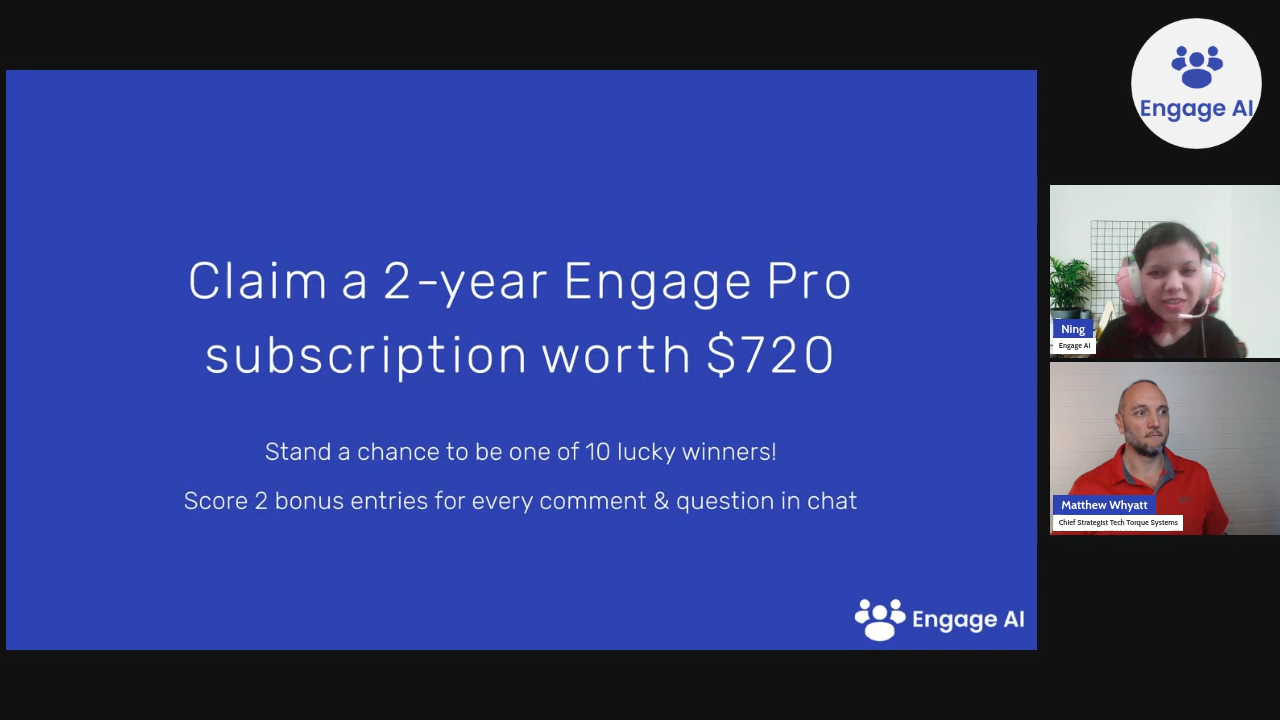 Claim a 2-year Engage Pro
subscription worth $720
Stand a chance to be one of 10 lucky winners!
Score 2 bonus entries for every comment & question in chat
Engage AI
Engage AI
Ning
Engage AI
Matthew Whyatt
Chief Strategist Tech Torque Systems